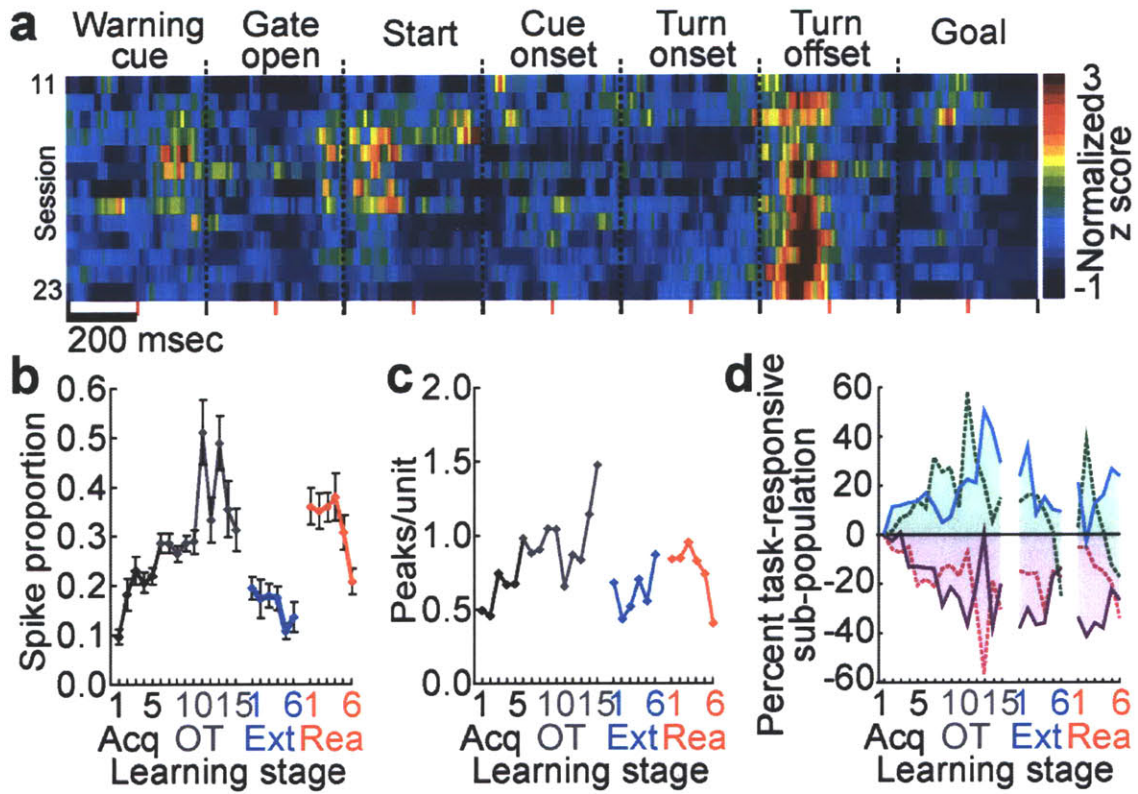 a
Warning cue
Gate open
Start
Cue onset
Turn onset
Turn offset
Goal
11
Session
23
200 msec
3
Normalized z score
-1
b
Spike proportion
0.6
0.5
0.4
0.3
0.2
0.1
0.0
1 5 10 15 1 6 1 6
Acq OT Ext Rea
Learning stage
c
Peaks/unit
2.0
1.5
1.0
0.5
0.0
1 5 10 15 1 6 1 6
Acq OT Ext Rea
Learning stage
d
Percent task-responsive
sub-population
60
40
20
0
-20
-40
-60
1 5 10 15 1 6 1 6
Acq OT Ext Rea
Learning stage